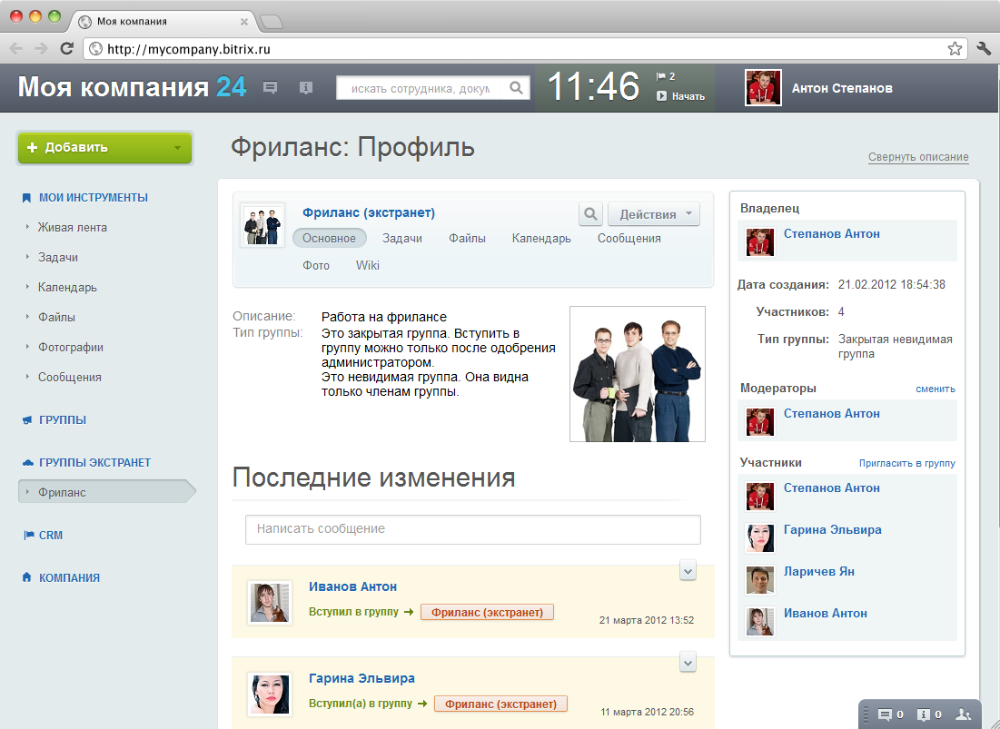 Моя компания
http://mycompany.bitrix.ru
Моя компания 24
искать сотрудника, докум
11:46
2
Начать
Антон Степанов
Добавить
Фриланс: Профиль
Свернуть описание
МОИ ИНСТРУМЕНТЫ
Живая лента
Задачи
Календарь
Файлы
Фотографии
Сообщения
ГРУППЫ
ГРУППЫ ЭКСТРАНЕТ
Фриланс
CRM
КОМПАНИЯ
Фриланс (экстранет)
Действия
Основное Задачи Файлы Календарь Сообщения
Фото Wiki
Описание: Работа на фрилансе
Тип группы: Это закрытая группа. Вступить в
группу можно только после одобрения
администратором.
Это невидимая группа. Она видна
только членам группы.
Последние изменения
Написать сообщение
Иванов Антон
Вступил в группу → Фриланс (экстранет)
21 марта 2012 13:52
Гарина Эльвира
Вступил(а) в группу → Фриланс (экстранет)
11 марта 2012 20:56
Владелец
Степанов Антон
Дата создания: 21.02.2012 18:54:38
Участников: 4
Тип группы: Закрытая невидимая
группа
Модераторы сменить
Степанов Антон
Участники Пригласить в группу
Степанов Антон
Гарина Эльвира
Ларичев Ян
Иванов Антон
0 0